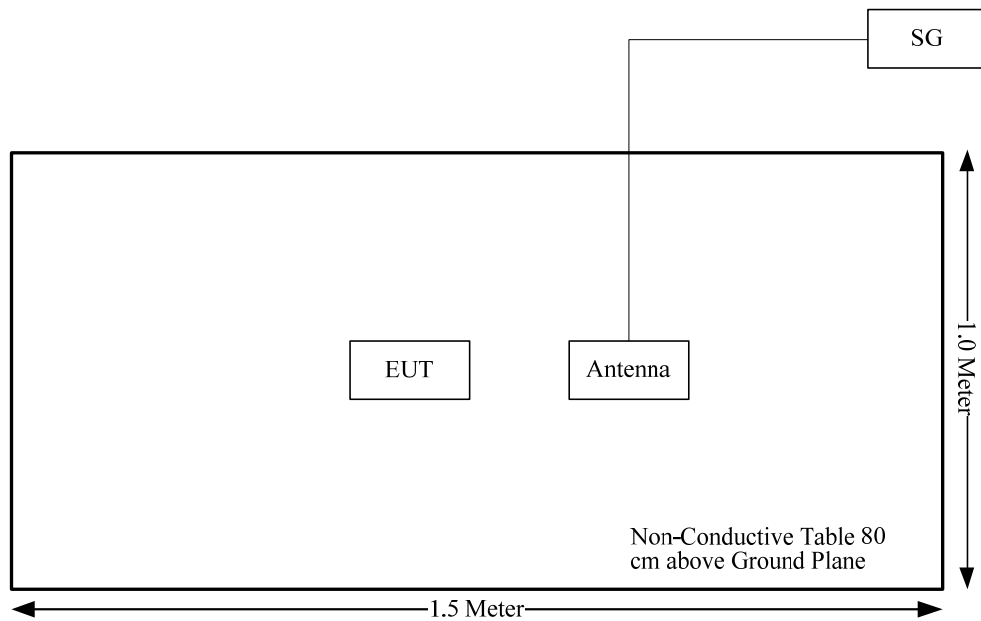 SG
EUT
Antenna
1.0 Meter
Non-Conductive Table 80
cm above Ground Plane
1.5 Meter